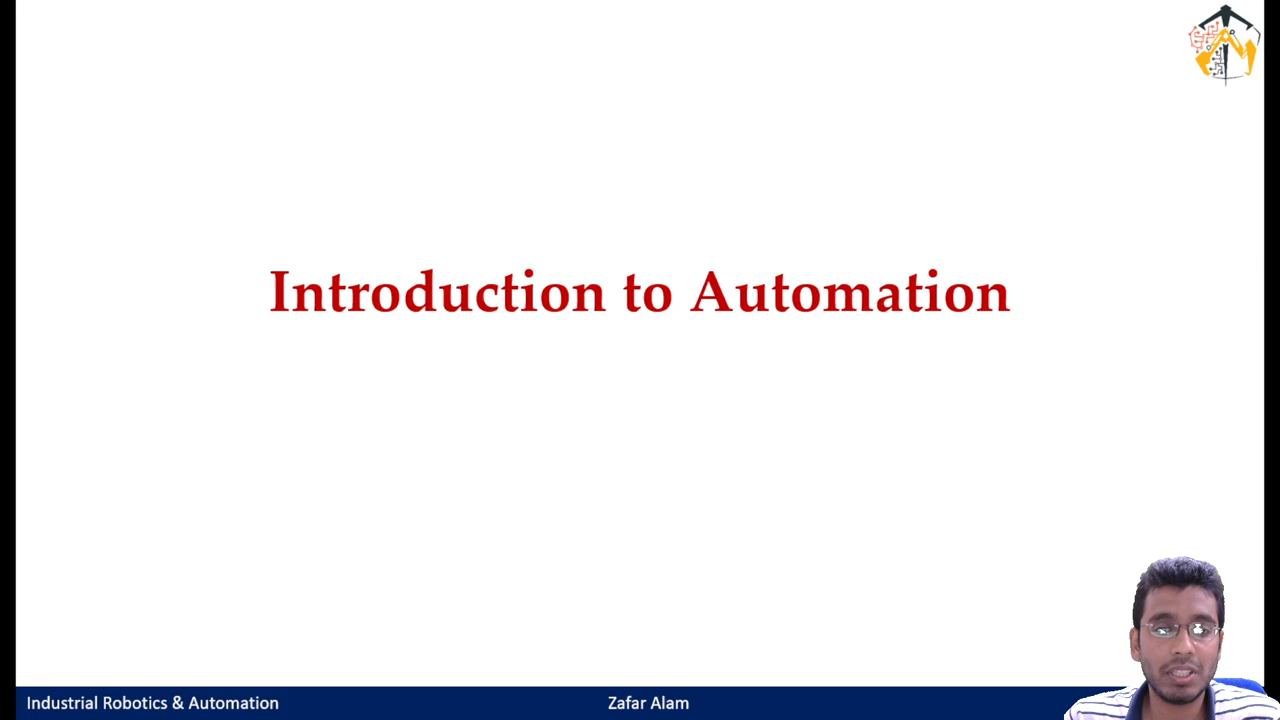 Introduction to Automation
Industrial Robotics & Automation
Zafar Alam